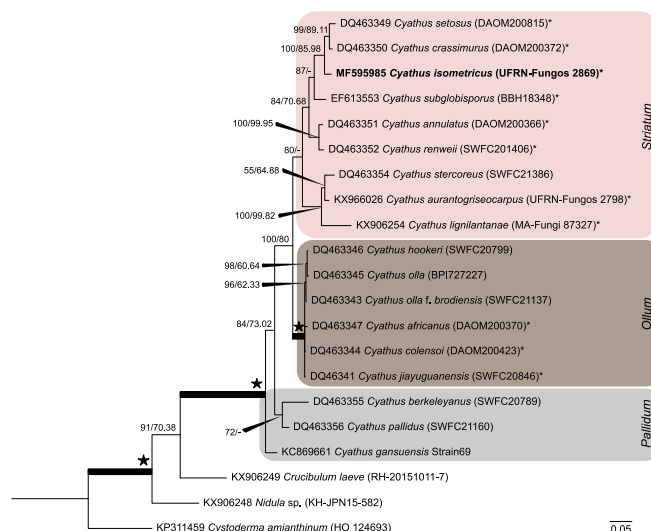 DQ463349 Cyathus setosus (DAOM200815)*
99/89.11
DQ463350 Cyathus crassimurus (DAOM200372)*
100/85.98
MF595985 Cyathus isometricus (UFRN-Fungos 2869)*
87/-
EF613553 Cyathus subglobisporus (BBH18348)*
84/70.68
DQ463351 Cyathus annulatus (DAOM200366)*
100/99.95
DQ463352 Cyathus renweii (SWFC201406)*
80/-
DQ463354 Cyathus stercoreus (SWFC21386)
55/64.88
KX966026 Cyathus aurantogriseocarpus (UFRN-Fungos 2798)*
100/99.82
KX906254 Cyathus lignilantanae (MA-Fungi 87327)*
Striatum
100/80
DQ463346 Cyathus hookeri (SWFC20799)
98/60.64
DQ463345 Cyathus olla (BPI727227)
96/62.33
DQ463343 Cyathus olla f. brodiensis (SWFC21137)
84/73.02
DQ463347 Cyathus africanus (DAOM200370)*
DQ463344 Cyathus colensoi (DAOM200423)*
DQ46341 Cyathus jiayuguanensis (SWFC20846)*
Ollum
DQ463355 Cyathus berkeleyanus (SWFC20789)
DQ463356 Cyathus pallidus (SWFC21160)
72/-
KC869661 Cyathus gansuensis Strain69
Pallidum
91/70.38
KX906249 Crucibulum laeve (RH-20151011-7)
KX906248 Nidula sp. (KH-JPN15-582)
KP311459 Cystoderma amianthinum (HO 124693)
0.05